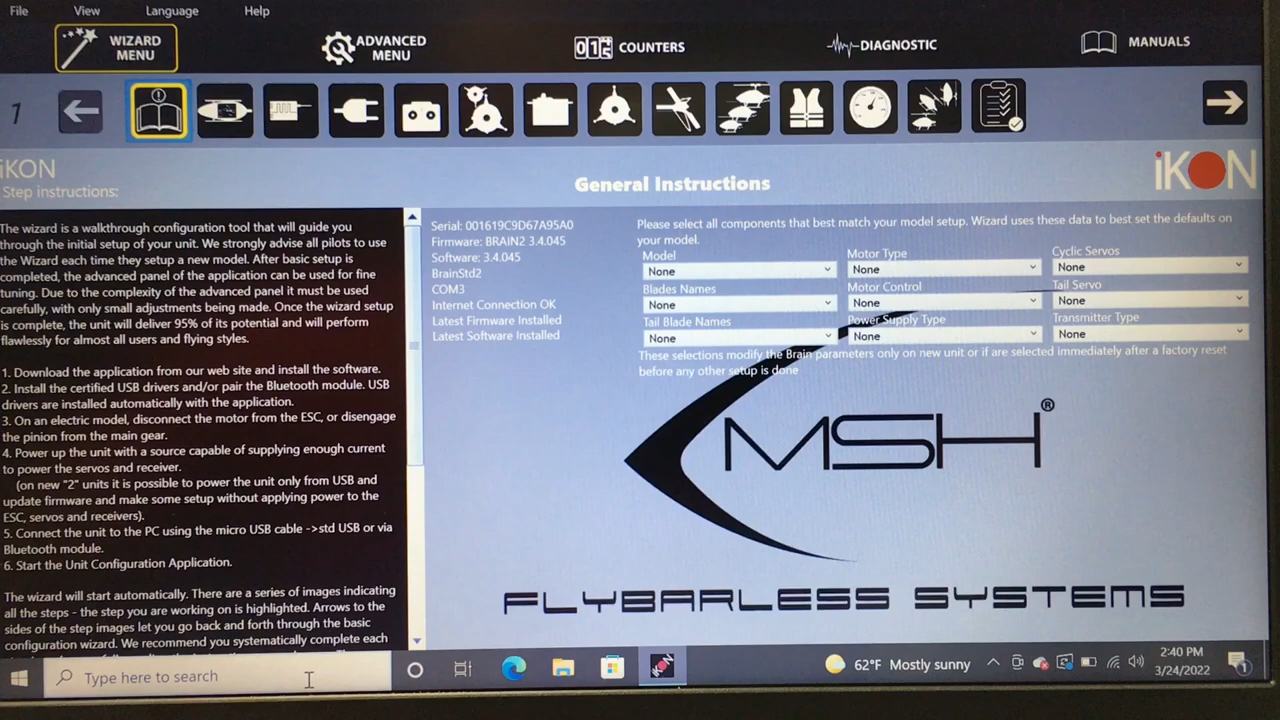 File View Language Help
WIZARD MENU
ADVANCED MENU
COUNTERS
DIAGNOSTIC
MANUALS
1
iKON
Step instructions:
General Instructions
iKON
The wizard is a walkthrough configuration tool that will guide you
through the initial setup of your unit. We strongly advise all pilots to use
the Wizard each time they setup a new model. After basic setup is
completed, the advanced panel of the application can be used for fine
tuning. Due to the complexity of the advanced panel it must be used
carefully, with only small adjustments being made. Once the wizard setup
is complete, the unit will deliver 95% of its potential and will perform
flawlessly for almost all users and flying styles.
1. Download the application from our web site and install the software.
2. Install the certified USB drivers and/or pair the Bluetooth module. USB
drivers are installed automatically with the application.
3. On an electric model, disconnect the motor from the ESC, or disengage
the pinion from the main gear.
4. Power up the unit with a source capable of supplying enough current
to power the servos and receiver.
(on new "2" units it is possible to power the unit only from USB and
update firmware and make some setup without applying power to the
ESC, servos and receivers).
5. Connect the unit to the PC using the micro USB cable ->std USB or via
Bluetooth module.
6. Start the Unit Configuration Application.
The wizard will start automatically. There are a series of images indicating
all the steps - the step you are working on is highlighted. Arrows to the
sides of the step images let you go back and forth through the basic
configuration wizard. We recommend you systematically complete each
Serial: 001619C9D67A95A0
Firmware: BRAIN2 3.4.045
Software: 3.4.045
BrainStd2
COM3
Internet Connection OK
Latest Firmware Installed
Latest Software Installed
Please select all components that best match your model setup. Wizard uses these data to best set the defaults on
your model.
Model
None
Blades Names
None
Tail Blade Names
None
Motor Type
None
Motor Control
None
Power Supply Type
None
Cyclic Servos
None
Tail Servo
None
Transmitter Type
None
These selections modify the Brain parameters only on new unit or if are selected immediately after a factory reset
before any other setup is done
MSH®
FLYBARLESS SYSTEMS
Type here to search
iKON
62°F Mostly sunny
2:40 PM
3/24/2022
1